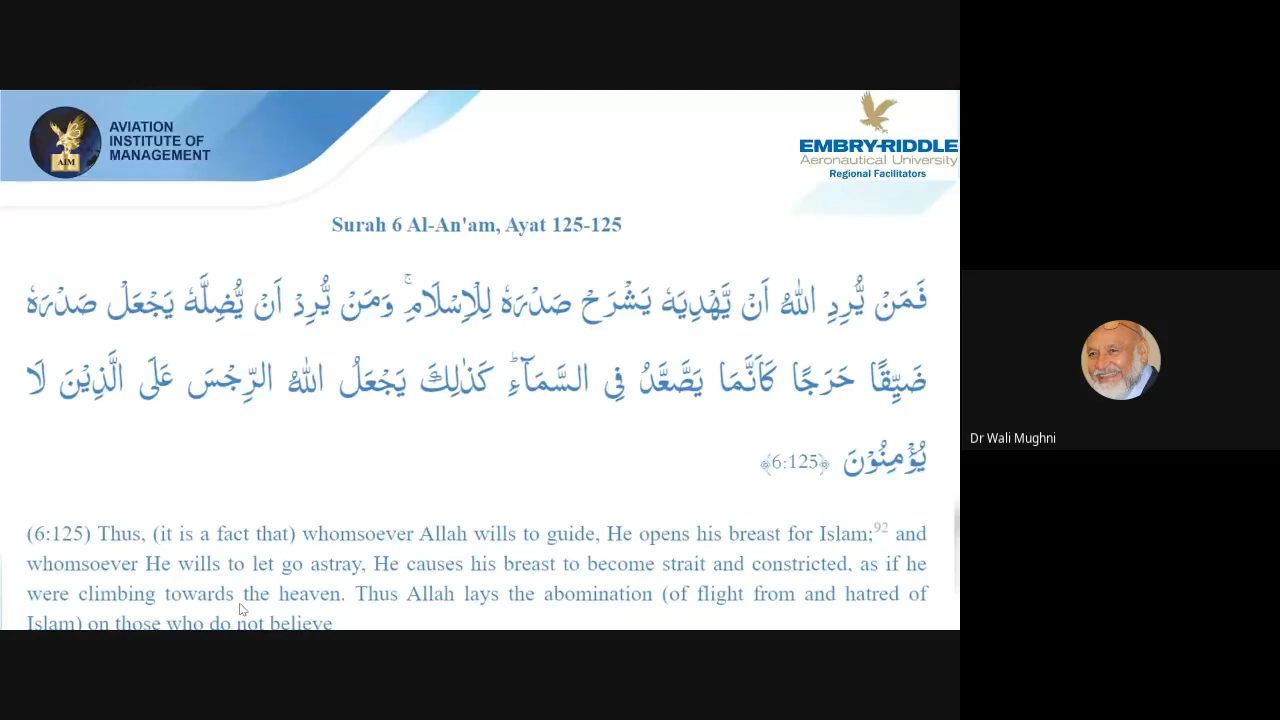 AVIATION
INSTITUTE OF
MANAGEMENT
AIM
EMBRY-RIDDLE
Aeronautical University
Regional Facilitators
Surah 6 Al-An'am, Ayat 125-125
فَمَنْ يُّرِدِ اللّٰهُ اَنْ يَّهْدِيَهٗ يَشْرَحْ صَدْرَهٗ لِلْاِسْلَامِ‌ۚ وَمَنْ يُّرِدْ اَنْ يُّضِلَّهٗ يَجْعَلْ صَدْرَهٗ
ضَيِّقًا حَرَجًا كَاَنَّمَا يَصَّعَّدُ فِى السَّمَآءِ‌ؕ كَذٰلِكَ يَجْعَلُ اللّٰهُ الرِّجْسَ عَلَى الَّذِيْنَ لَا
يُؤْمِنُوْنَ ﴿6:125﴾
(6:125) Thus, (it is a fact that) whomsoever Allah wills to guide, He opens his breast for Islam;92 and
whomsoever He wills to let go astray, He causes his breast to become strait and constricted, as if he
were climbing towards the heaven. Thus Allah lays the abomination (of flight from and hatred of
Islam) on those who do not believe
Dr Wali Mughni